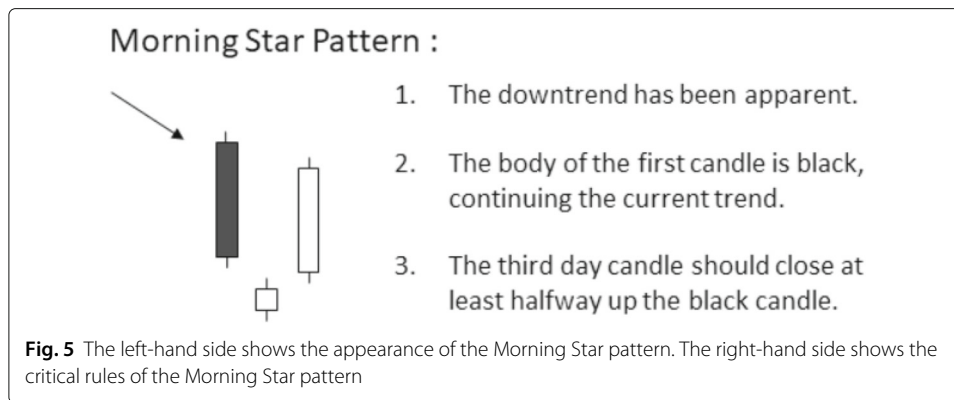 Morning Star Pattern :
1. The downtrend has been apparent.
2. The body of the first candle is black,
continuing the current trend.
3. The third day candle should close at
least halfway up the black candle.
Fig. 5 The left-hand side shows the appearance of the Morning Star pattern. The right-hand side shows the
critical rules of the Morning Star pattern